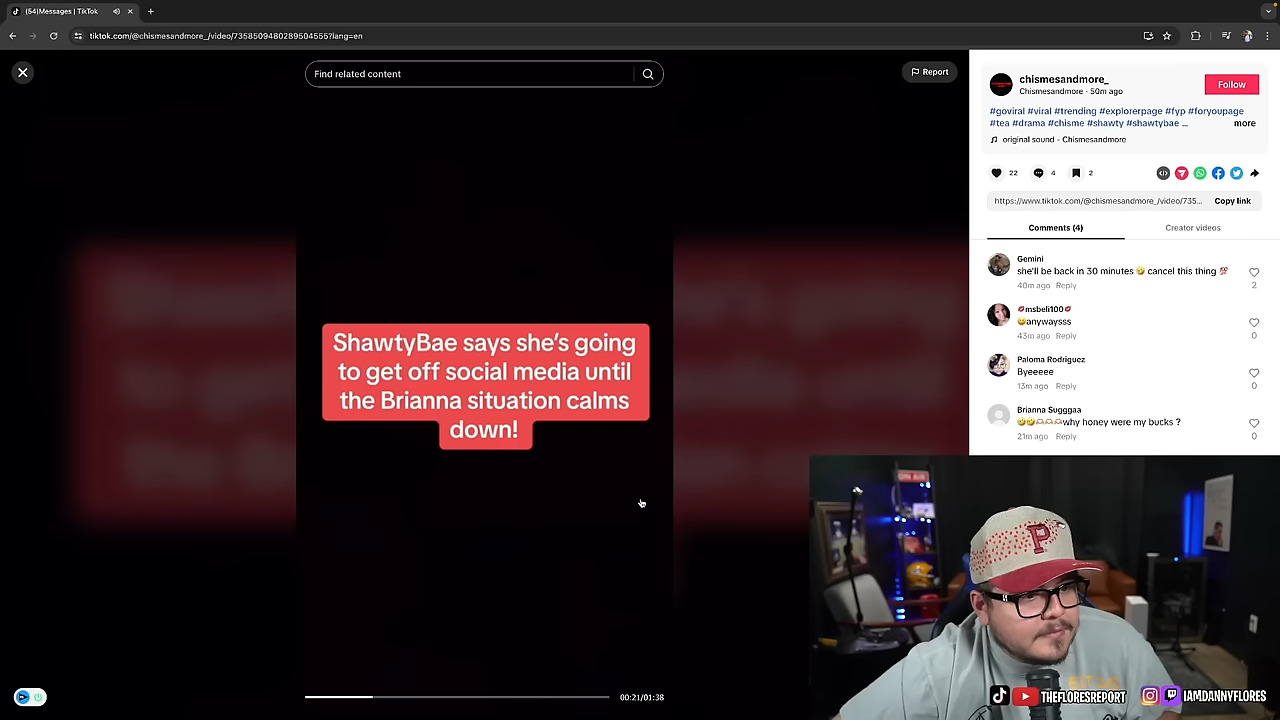 (54)Messages | TikTok
tiktok.com/@chismesandmore_/video/7358509480289504555?lang=en
Find related content
Report
chismesandmore_
Chismesandmore · 50m ago
Follow
#goviral #viral #trending #explorerpage #fyp #foryoupage
#tea #drama #chisme #shawty #shawtybae ...
more
original sound - Chismesandmore
22
4
2
https://www.tiktok.com/@chismesandmore_/video/735...
Copy link
Comments (4)
Creator videos
Gemini
she'll be back in 30 minutes 🤣 cancel this thing 💯
40m ago Reply
2
💋msbeli100💋
😅anywaysss
43m ago Reply
0
Paloma Rodriguez
Byeeeee
13m ago Reply
0
Brianna Sugggaa
🤣🤣🫶🫶🫶why honey were my bucks ?
21m ago Reply
0
ShawtyBae says she's going
to get off social media until
the Brianna situation calms
down!
00:21/01:38
ON AIR
P
THEFLORESREPORT
IAMDANNYFLORES